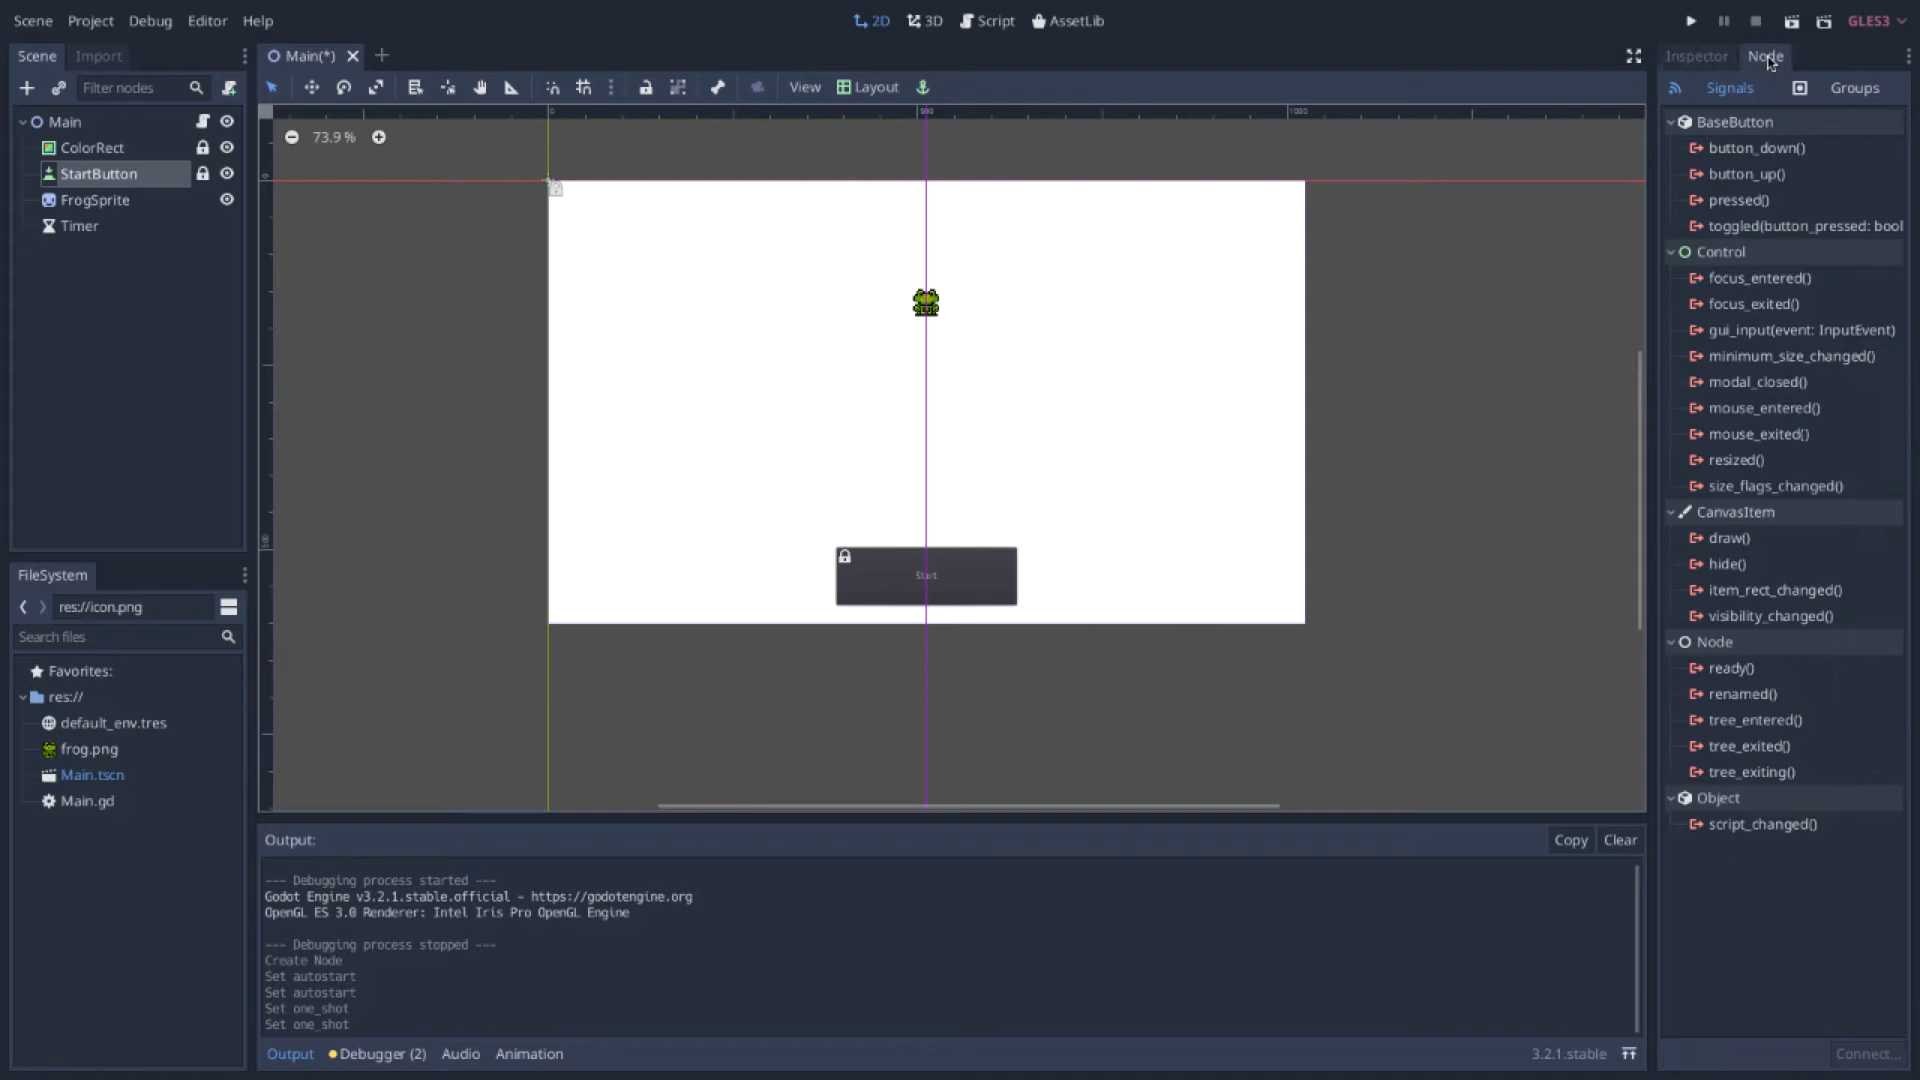 Scene Project Debug Editor Help
2D 3D Script AssetLib
GLES3
Scene Import
Filter nodes
Main
ColorRect
StartButton
FrogSprite
Timer
FileSystem
res://icon.png
Search files
Favorites:
res://
default_env.tres
frog.png
Main.tscn
Main.gd
Main(*)
View Layout
0 500 1000
73.9 %
0
500
Start
Output:
Copy Clear
--- Debugging process started ---
Godot Engine v3.2.1.stable.official - https://godotengine.org
OpenGL ES 3.0 Renderer: Intel Iris Pro OpenGL Engine
--- Debugging process stopped ---
Create Node
Set autostart
Set autostart
Set one_shot
Set one_shot
Output Debugger (2) Audio Animation
3.2.1.stable
Inspector Node
Signals Groups
BaseButton
button_down()
button_up()
pressed()
toggled(button_pressed: bool
Control
focus_entered()
focus_exited()
gui_input(event: InputEvent)
minimum_size_changed()
modal_closed()
mouse_entered()
mouse_exited()
resized()
size_flags_changed()
CanvasItem
draw()
hide()
item_rect_changed()
visibility_changed()
Node
ready()
renamed()
tree_entered()
tree_exited()
tree_exiting()
Object
script_changed()
Connect...